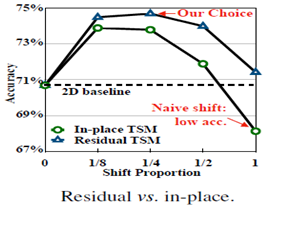 75%
Our Choice
73%
Accuracy
71%
2D baseline
Naive shift:
low acc.
69%
In-place TSM
Residual TSM
67%
0 1/8 1/4 1/2 1
Shift Proportion
Residual vs. in-place.